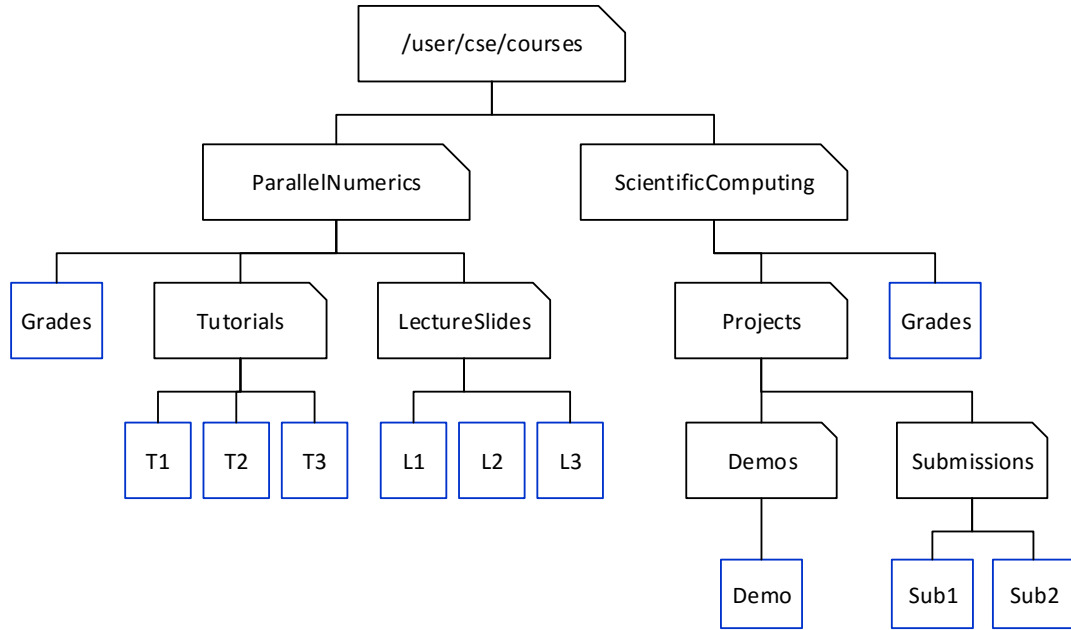 /user/cse/courses
ParallelNumerics
ScientificComputing
Grades
Tutorials
LectureSlides
Projects
Grades
T1
T2
T3
L1
L2
L3
Demos
Submissions
Demo
Sub1
Sub2